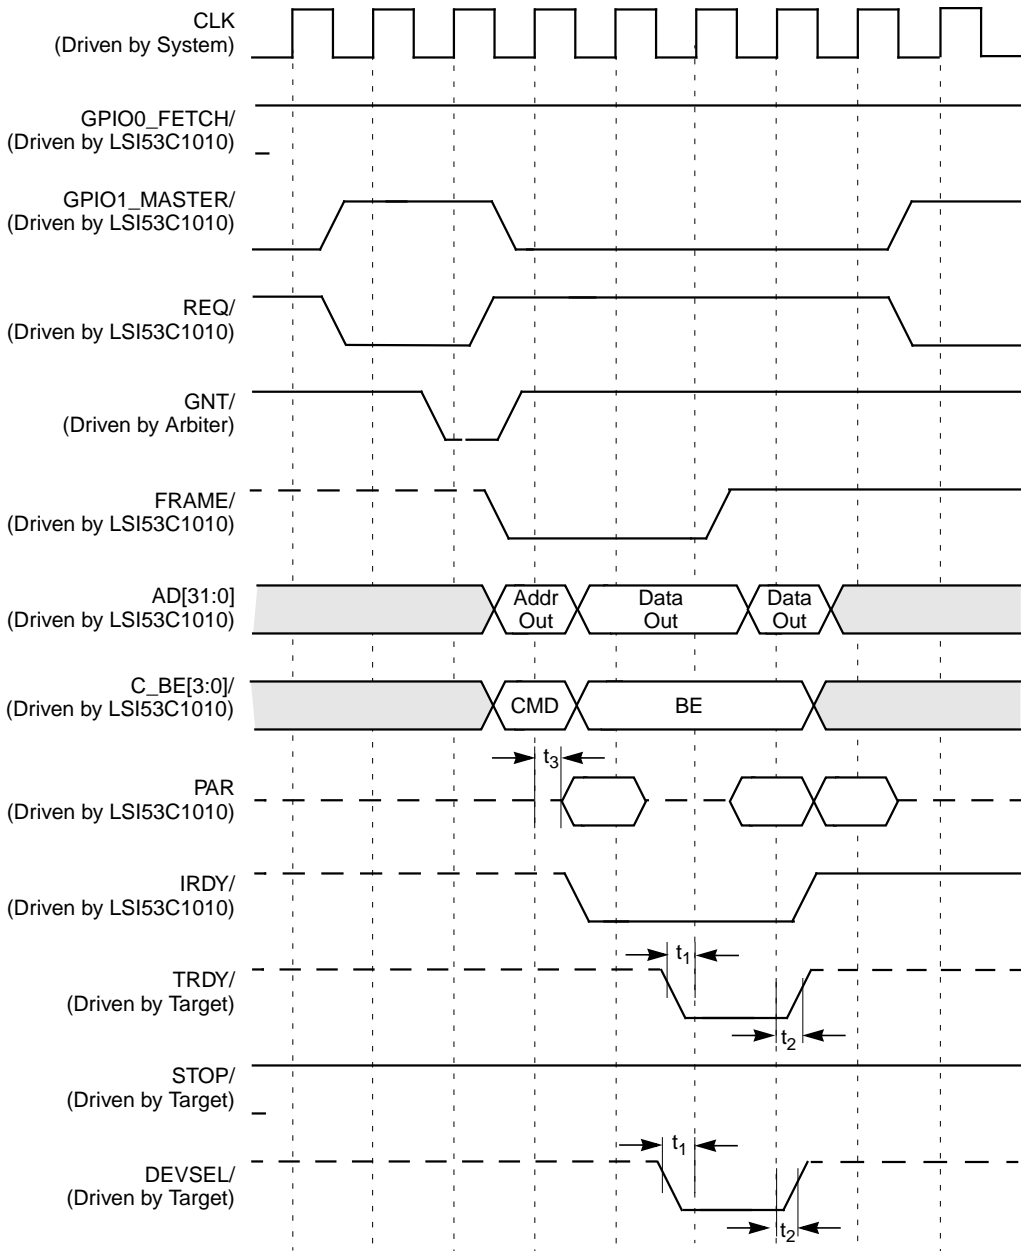 CLK
(Driven by System)
GPIO0_FETCH/
(Driven by LSI53C1010)
GPIO1_MASTER/
(Driven by LSI53C1010)
REQ/
(Driven by LSI53C1010)
GNT/
(Driven by Arbiter)
FRAME/
(Driven by LSI53C1010)
AD[31:0]
(Driven by LSI53C1010)
Addr
Out
Data
Out
Data
Out
C_BE[3:0]/
(Driven by LSI53C1010)
CMD
BE
t3
PAR
(Driven by LSI53C1010)
IRDY/
(Driven by LSI53C1010)
t1
TRDY/
(Driven by Target)
t2
STOP/
(Driven by Target)
t1
DEVSEL/
(Driven by Target)
t2